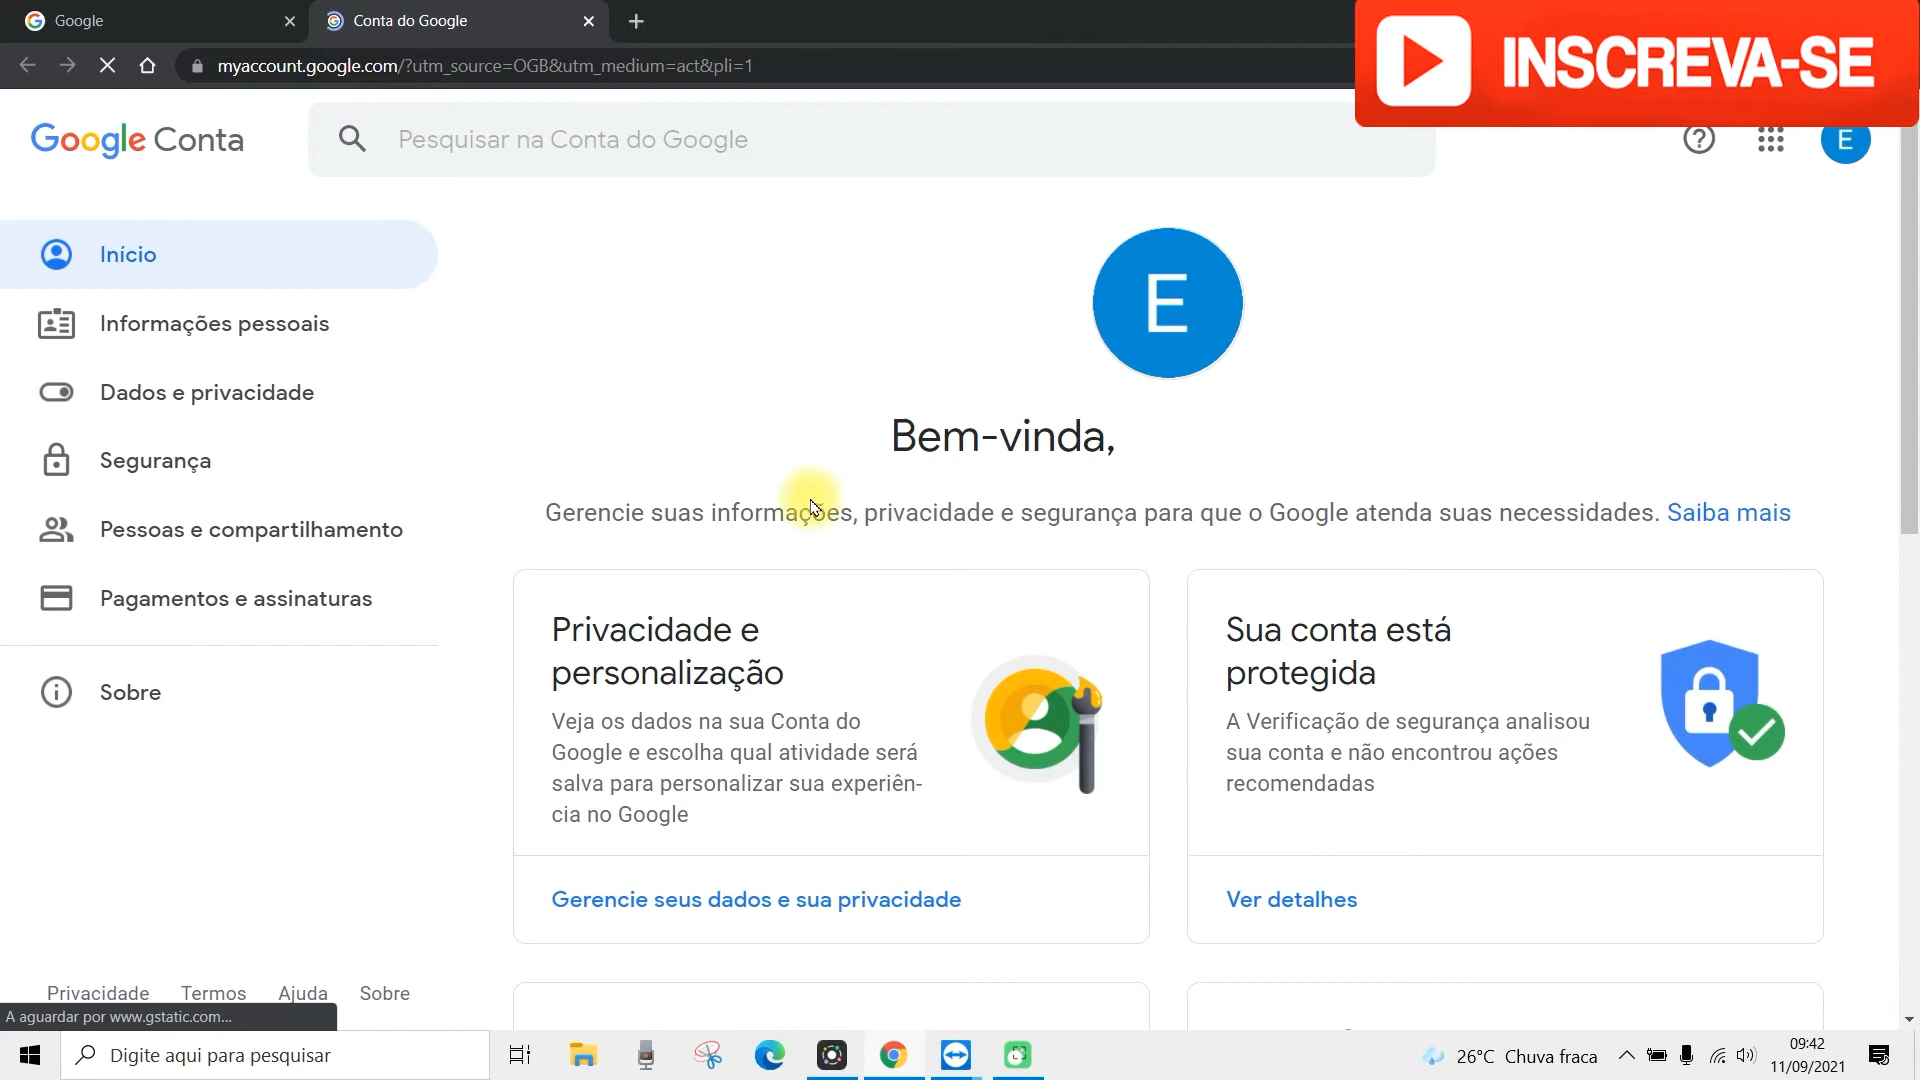 Google
Conta do Google
myaccount.google.com/?utm_source=OGB&utm_medium=act&pli=1
INSCREVA-SE
Google Conta
Pesquisar na Conta do Google
E
Início
Informações pessoais
Dados e privacidade
Segurança
Pessoas e compartilhamento
Pagamentos e assinaturas
Sobre
E
Bem-vinda,
Gerencie suas informações, privacidade e segurança para que o Google atenda suas necessidades. Saiba mais
Privacidade e
personalização
Veja os dados na sua Conta do
Google e escolha qual atividade será
salva para personalizar sua experiên-
cia no Google
Gerencie seus dados e sua privacidade
Sua conta está
protegida
A Verificação de segurança analisou
sua conta e não encontrou ações
recomendadas
Ver detalhes
Privacidade Termos Ajuda Sobre
A aguardar por www.gstatic.com...
Digite aqui para pesquisar
26°C Chuva fraca
09:42
11/09/2021